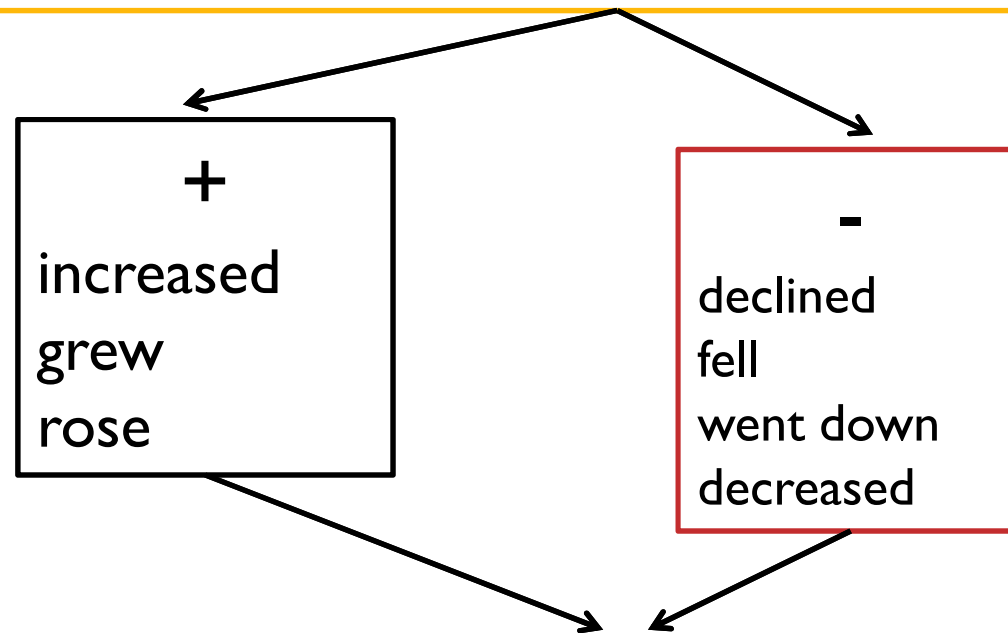 +
increased
grew
rose
-
declined
fell
went down
decreased